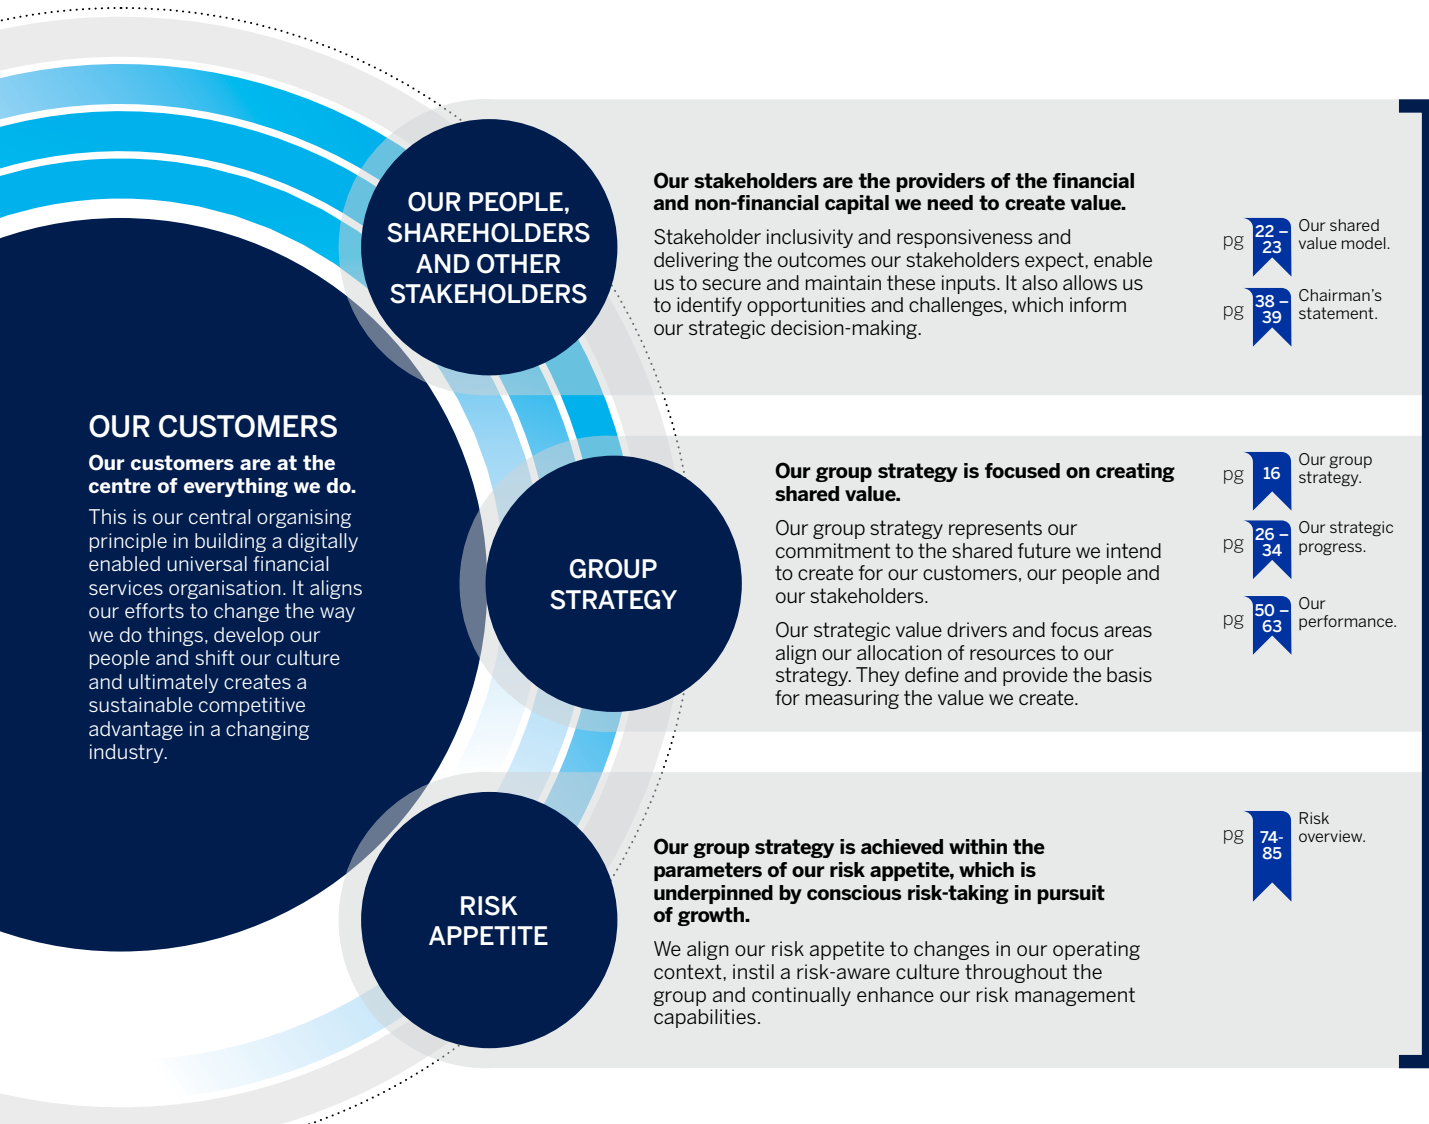 OUR CUSTOMERS
Our customers are at the
centre of everything we do.
This is our central organising
principle in building a digitally
enabled universal financial
services organisation. It aligns
our efforts to change the way
we do things, develop our
people and shift our culture
and ultimately creates a
sustainable competitive
advantage in a changing
industry.
OUR PEOPLE,
SHAREHOLDERS
AND OTHER
STAKEHOLDERS
Our stakeholders are the providers of the financial
and non-financial capital we need to create value.
Stakeholder inclusivity and responsiveness and
delivering the outcomes our stakeholders expect, enable
us to secure and maintain these inputs. It also allows us
to identify opportunities and challenges, which inform
our strategic decision-making.
pg 22 –
23
Our shared
value model.
pg 38 –
39
Chairman's
statement.
GROUP
STRATEGY
Our group strategy is focused on creating
shared value.
Our group strategy represents our
commitment to the shared future we intend
to create for our customers, our people and
our stakeholders.
Our strategic value drivers and focus areas
align our allocation of resources to our
strategy. They define and provide the basis
for measuring the value we create.
pg 16
Our group
strategy.
pg 26 –
34
Our strategic
progress.
pg 50 –
63
Our
performance.
RISK
APPETITE
Our group strategy is achieved within the
parameters of our risk appetite, which is
underpinned by conscious risk-taking in pursuit
of growth.
We align our risk appetite to changes in our operating
context, instil a risk-aware culture throughout the
group and continually enhance our risk management
capabilities.
pg 74-
85
Risk
overview.